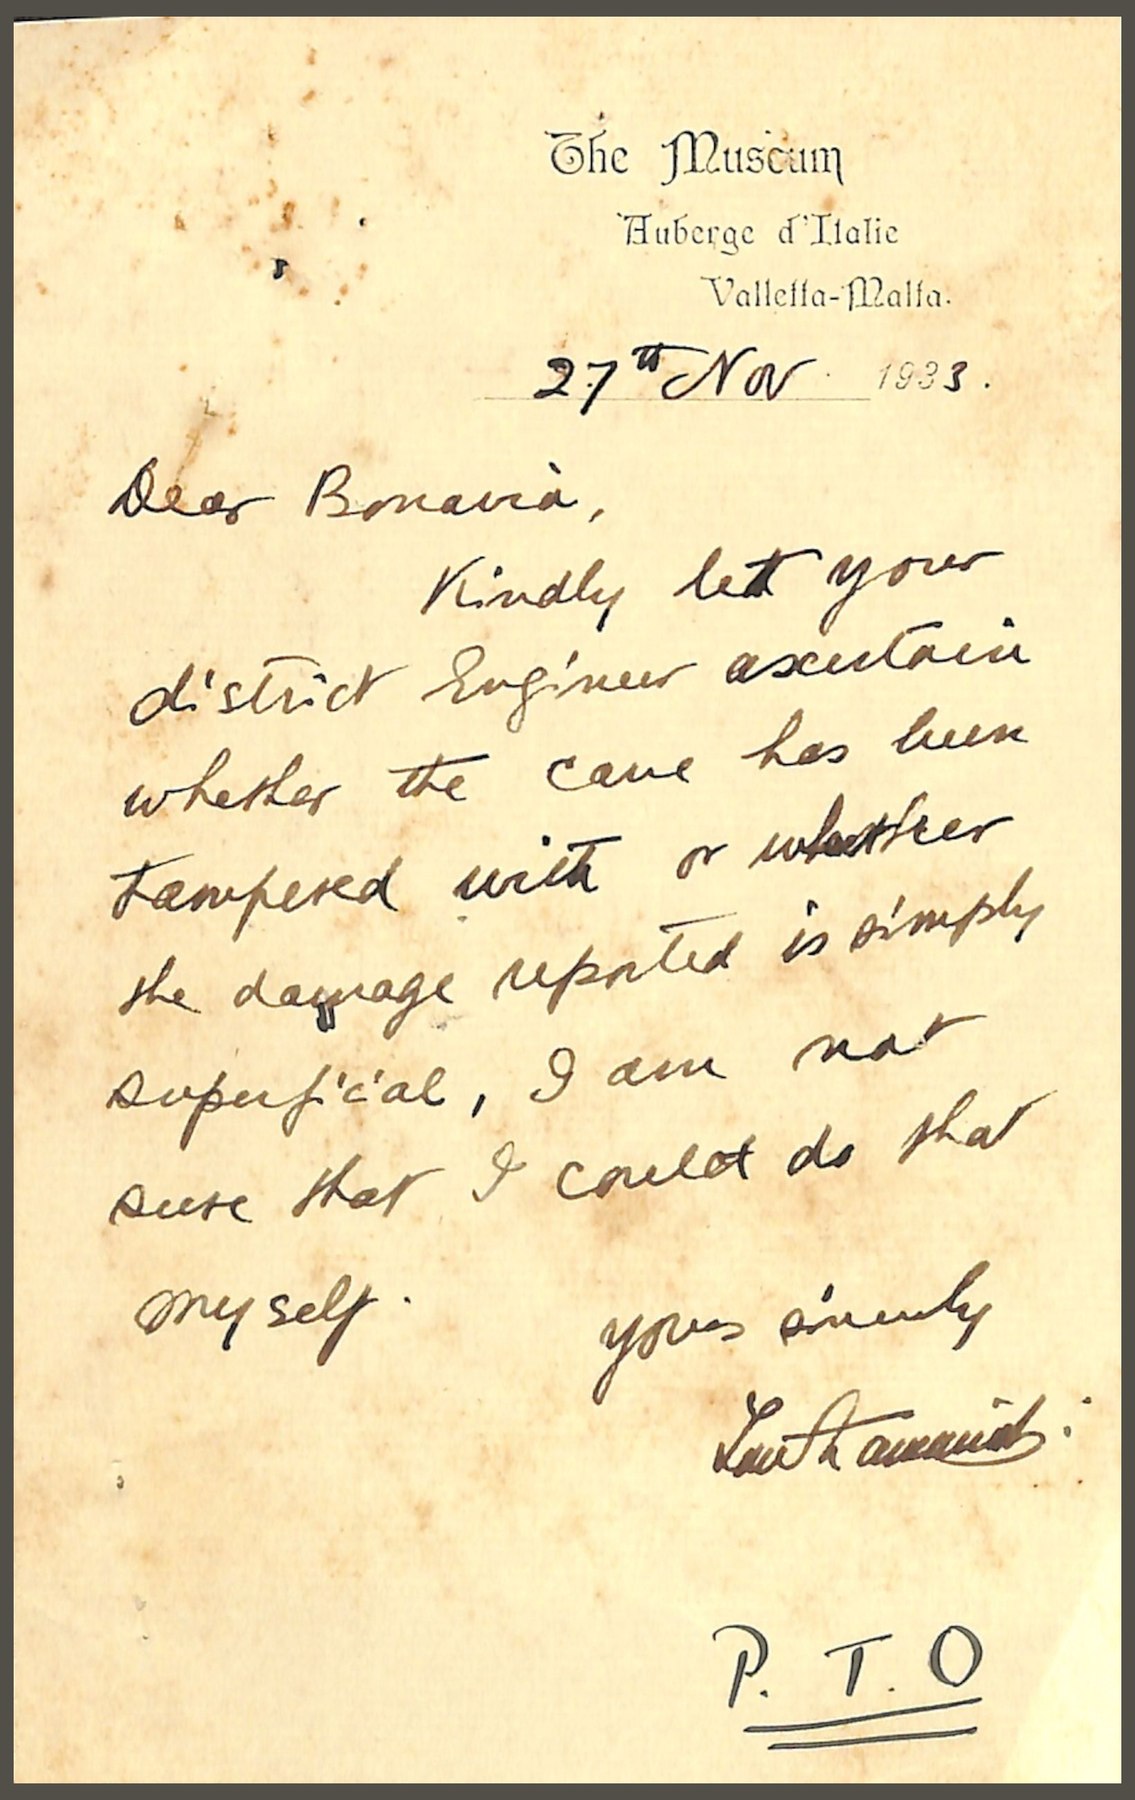 The Museum
Auberge d'Italie
Valletta-Malta.
27th Nov. 1933.
Dear Bonavia,
Kindly let your
district Engineer ascertain
whether the cave has been
tampered with or whether
the damage reported is simply
superficial, I am not
sure that I could do that
myself.
yours sincerely
P. T. O